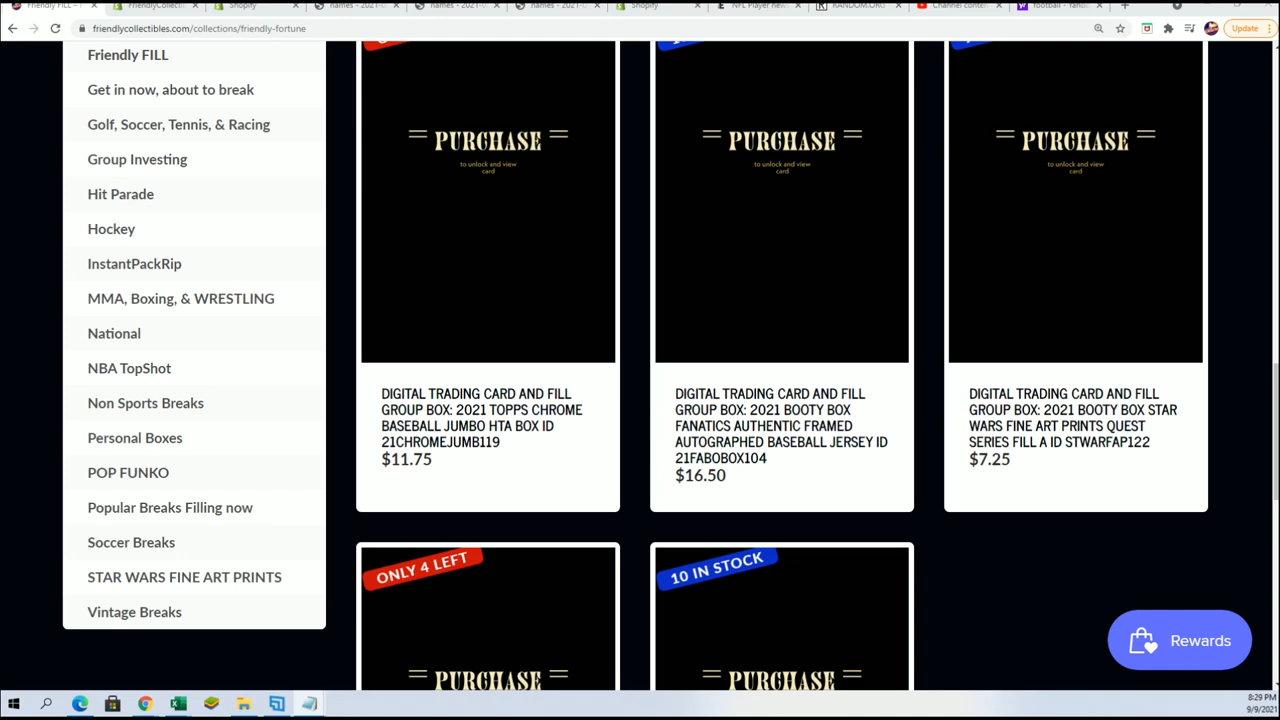 friendlycollectibles.com/collections/friendly-fortune
Update
Friendly FILL
Get in now, about to break
Golf, Soccer, Tennis, & Racing
Group Investing
Hit Parade
Hockey
InstantPackRip
MMA, Boxing, & WRESTLING
National
NBA TopShot
Non Sports Breaks
Personal Boxes
POP FUNKO
Popular Breaks Filling now
Soccer Breaks
STAR WARS FINE ART PRINTS
Vintage Breaks
PURCHASE
to unlock and view
card
DIGITAL TRADING CARD AND FILL
GROUP BOX: 2021 TOPPS CHROME
BASEBALL JUMBO HTA BOX ID
21CHROMEJUMB119
$11.75
PURCHASE
to unlock and view
card
DIGITAL TRADING CARD AND FILL
GROUP BOX: 2021 BOOTY BOX
FANATICS AUTHENTIC FRAMED
AUTOGRAPHED BASEBALL JERSEY ID
21FABOBOX104
$16.50
PURCHASE
to unlock and view
card
DIGITAL TRADING CARD AND FILL
GROUP BOX: 2021 BOOTY BOX STAR
WARS FINE ART PRINTS QUEST
SERIES FILL A ID STWARFAP122
$7.25
ONLY 4 LEFT
PURCHASE
10 IN STOCK
PURCHASE
Rewards
8:29 PM
9/9/2021